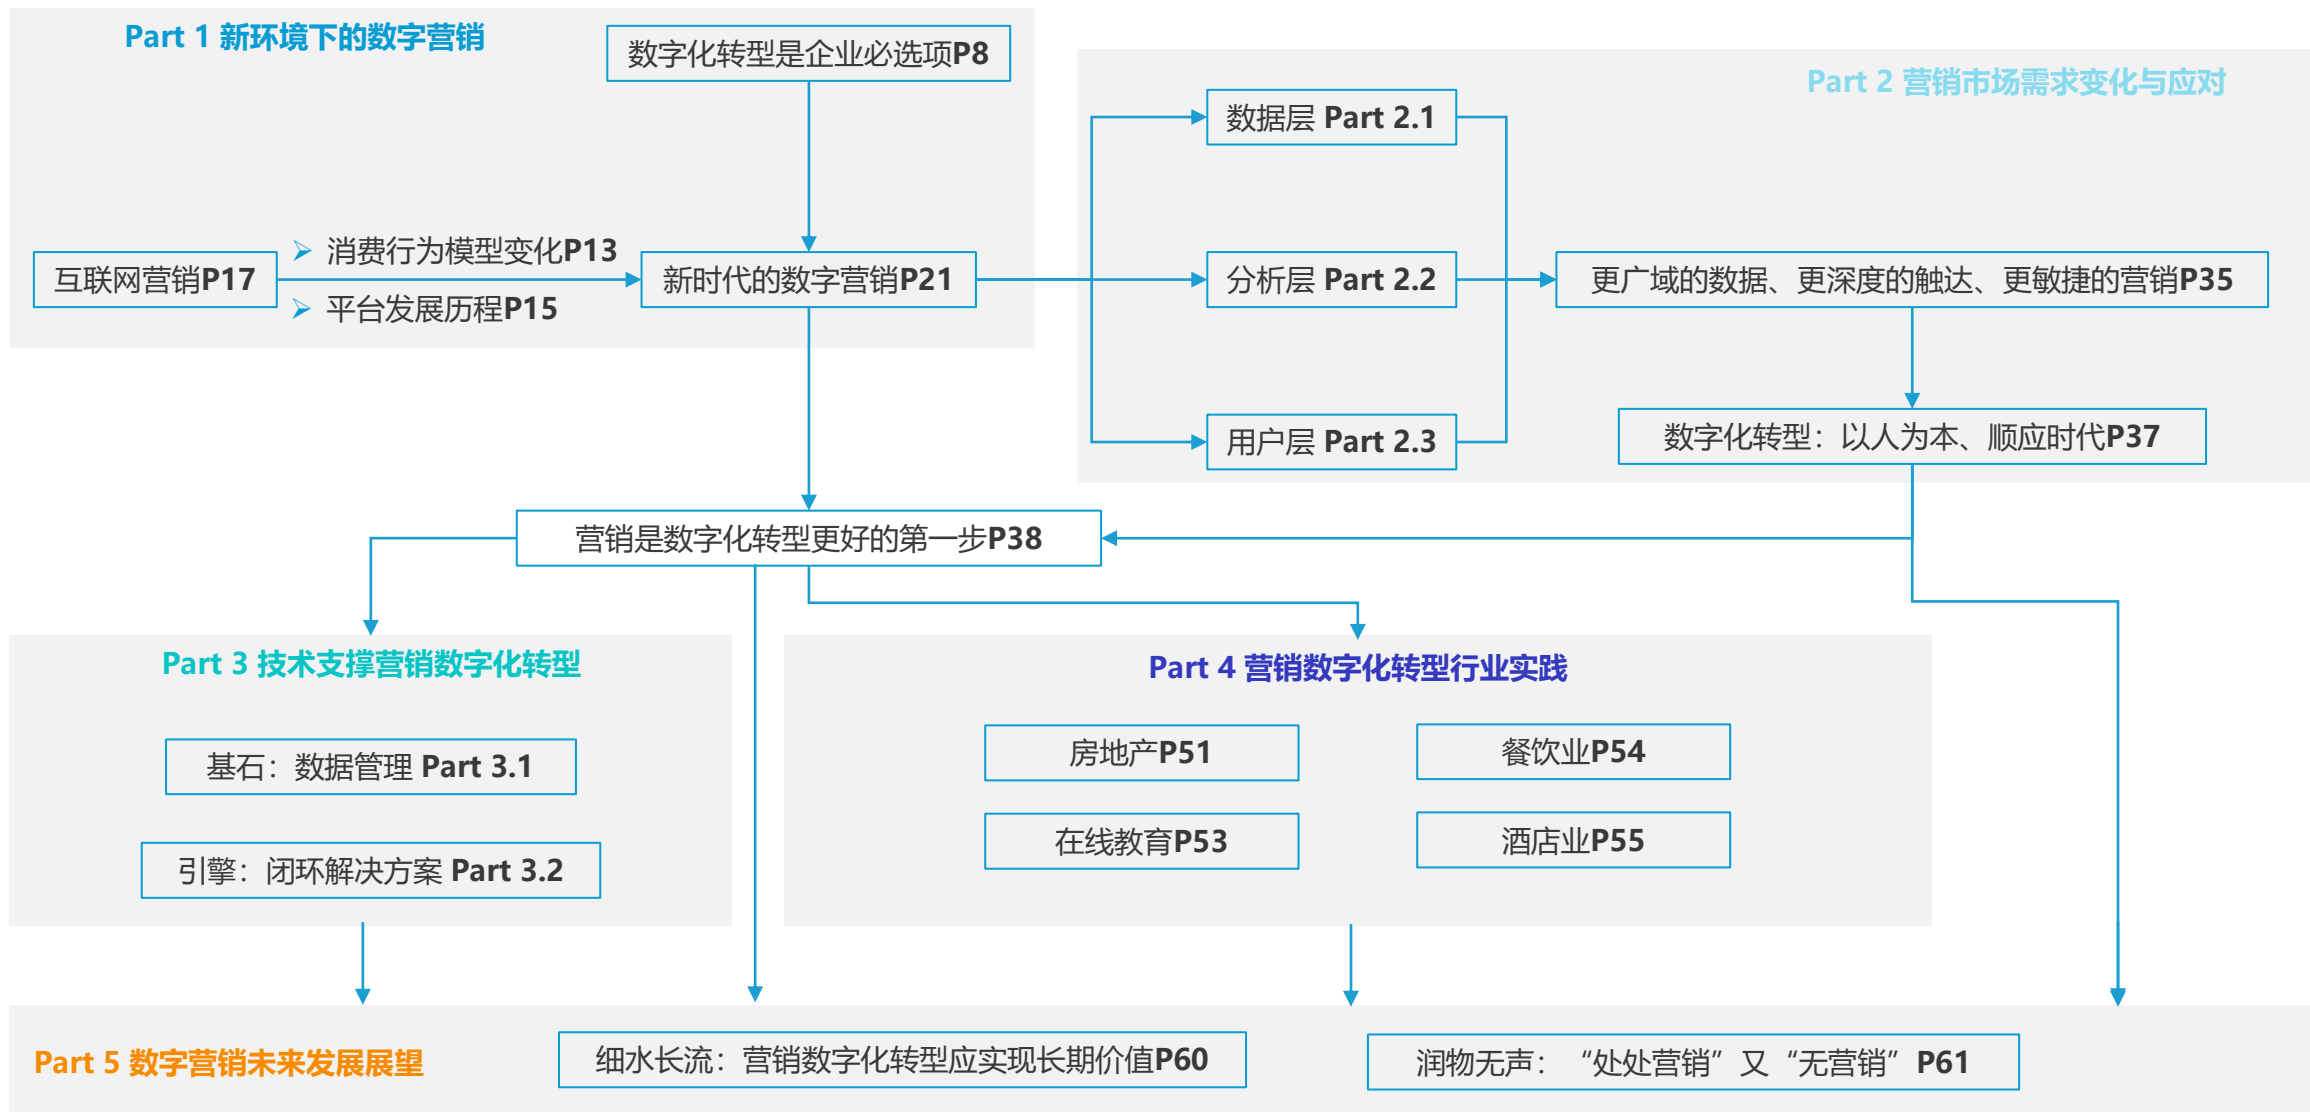 Part 1 新环境下的数字营销
数字化转型是企业必选项P8
互联网营销P17
消费行为模型变化P13
平台发展历程P15
新时代的数字营销P21
Part 2 营销市场需求变化与应对
数据层 Part 2.1
分析层 Part 2.2
用户层 Part 2.3
更广域的数据、更深度的触达、更敏捷的营销P35
数字化转型：以人为本、顺应时代P37
营销是数字化转型更好的第一步P38
Part 3 技术支撑营销数字化转型
基石：数据管理 Part 3.1
引擎：闭环解决方案 Part 3.2
Part 4 营销数字化转型行业实践
房地产P51
餐饮业P54
在线教育P53
酒店业P55
Part 5 数字营销未来发展展望
细水长流：营销数字化转型应实现长期价值P60
润物无声：“处处营销”又“无营销”P61